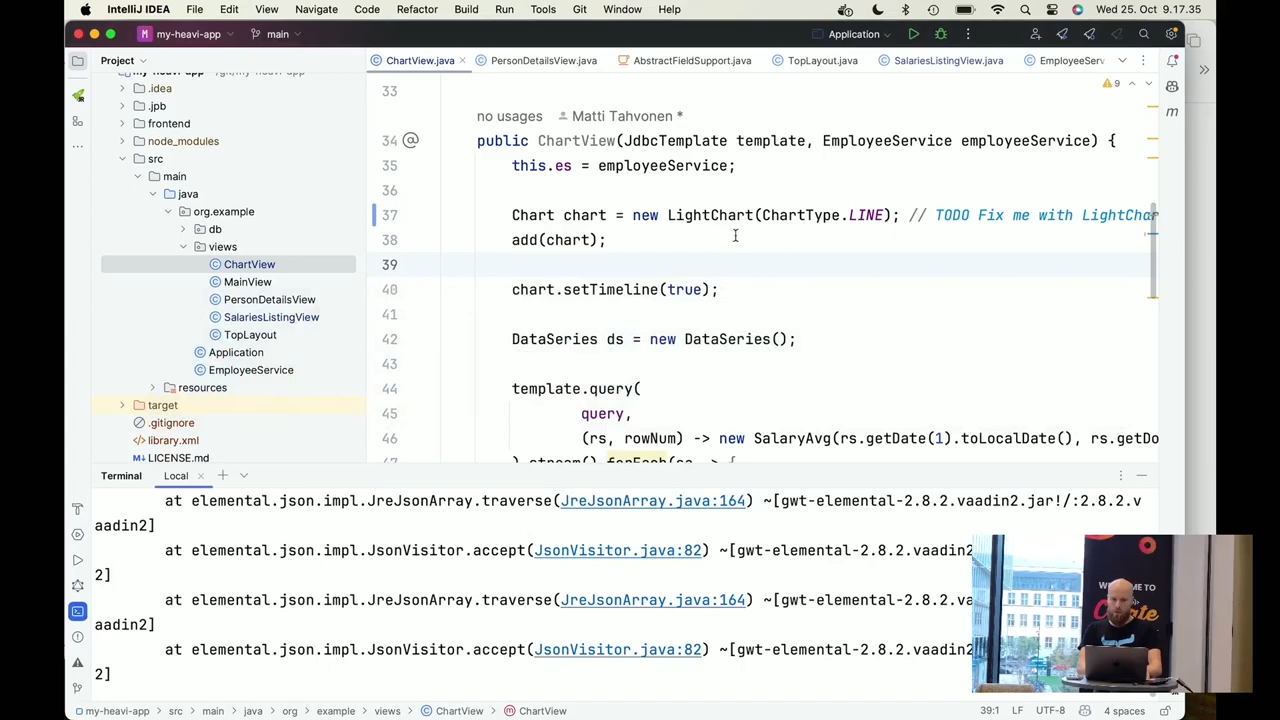 IntelliJ IDEA File Edit View Navigate Code Refactor Build Run Tools Git Window Help Wed 25. Oct 9.17.35
M my-heavi-app main Application
Project
ChartView.java PersonDetailsView.java AbstractFieldSupport.java TopLayout.java SalariesListingView.java EmployeeServ
.idea
.jpb
frontend
node_modules
src
main
java
org.example
db
views
ChartView
MainView
PersonDetailsView
SalariesListingView
TopLayout
Application
EmployeeService
resources
target
.gitignore
library.xml
LICENSE.md
9
33
no usages Matti Tahvonen *
34 @ public ChartView(JdbcTemplate template, EmployeeService employeeService) {
35 this.es = employeeService;
36
37 Chart chart = new LightChart(ChartType.LINE); // TODO Fix me with LightChar
38 add(chart);
39
40 chart.setTimeline(true);
41
42 DataSeries ds = new DataSeries();
43
44 template.query(
45 query,
46 (rs, rowNum) -> new SalaryAvg(rs.getDate(1).toLocalDate(), rs.getDo
47 ).stream().forEach(sa -> {
Terminal Local
at elemental.json.impl.JreJsonArray.traverse(JreJsonArray.java:164) ~[gwt-elemental-2.8.2.vaadin2.jar!/:2.8.2.v
aadin2]
at elemental.json.impl.JsonVisitor.accept(JsonVisitor.java:82) ~[gwt-elemental-2.8.2.vaadin
2]
at elemental.json.impl.JreJsonArray.traverse(JreJsonArray.java:164) ~[gwt-elemental-2.8.2.va
aadin2]
at elemental.json.impl.JsonVisitor.accept(JsonVisitor.java:82) ~[gwt-elemental-2.8.2.vaadin
2]
my-heavi-app src main java org example views ChartView ChartView 39:1 LF UTF-8 4 spaces